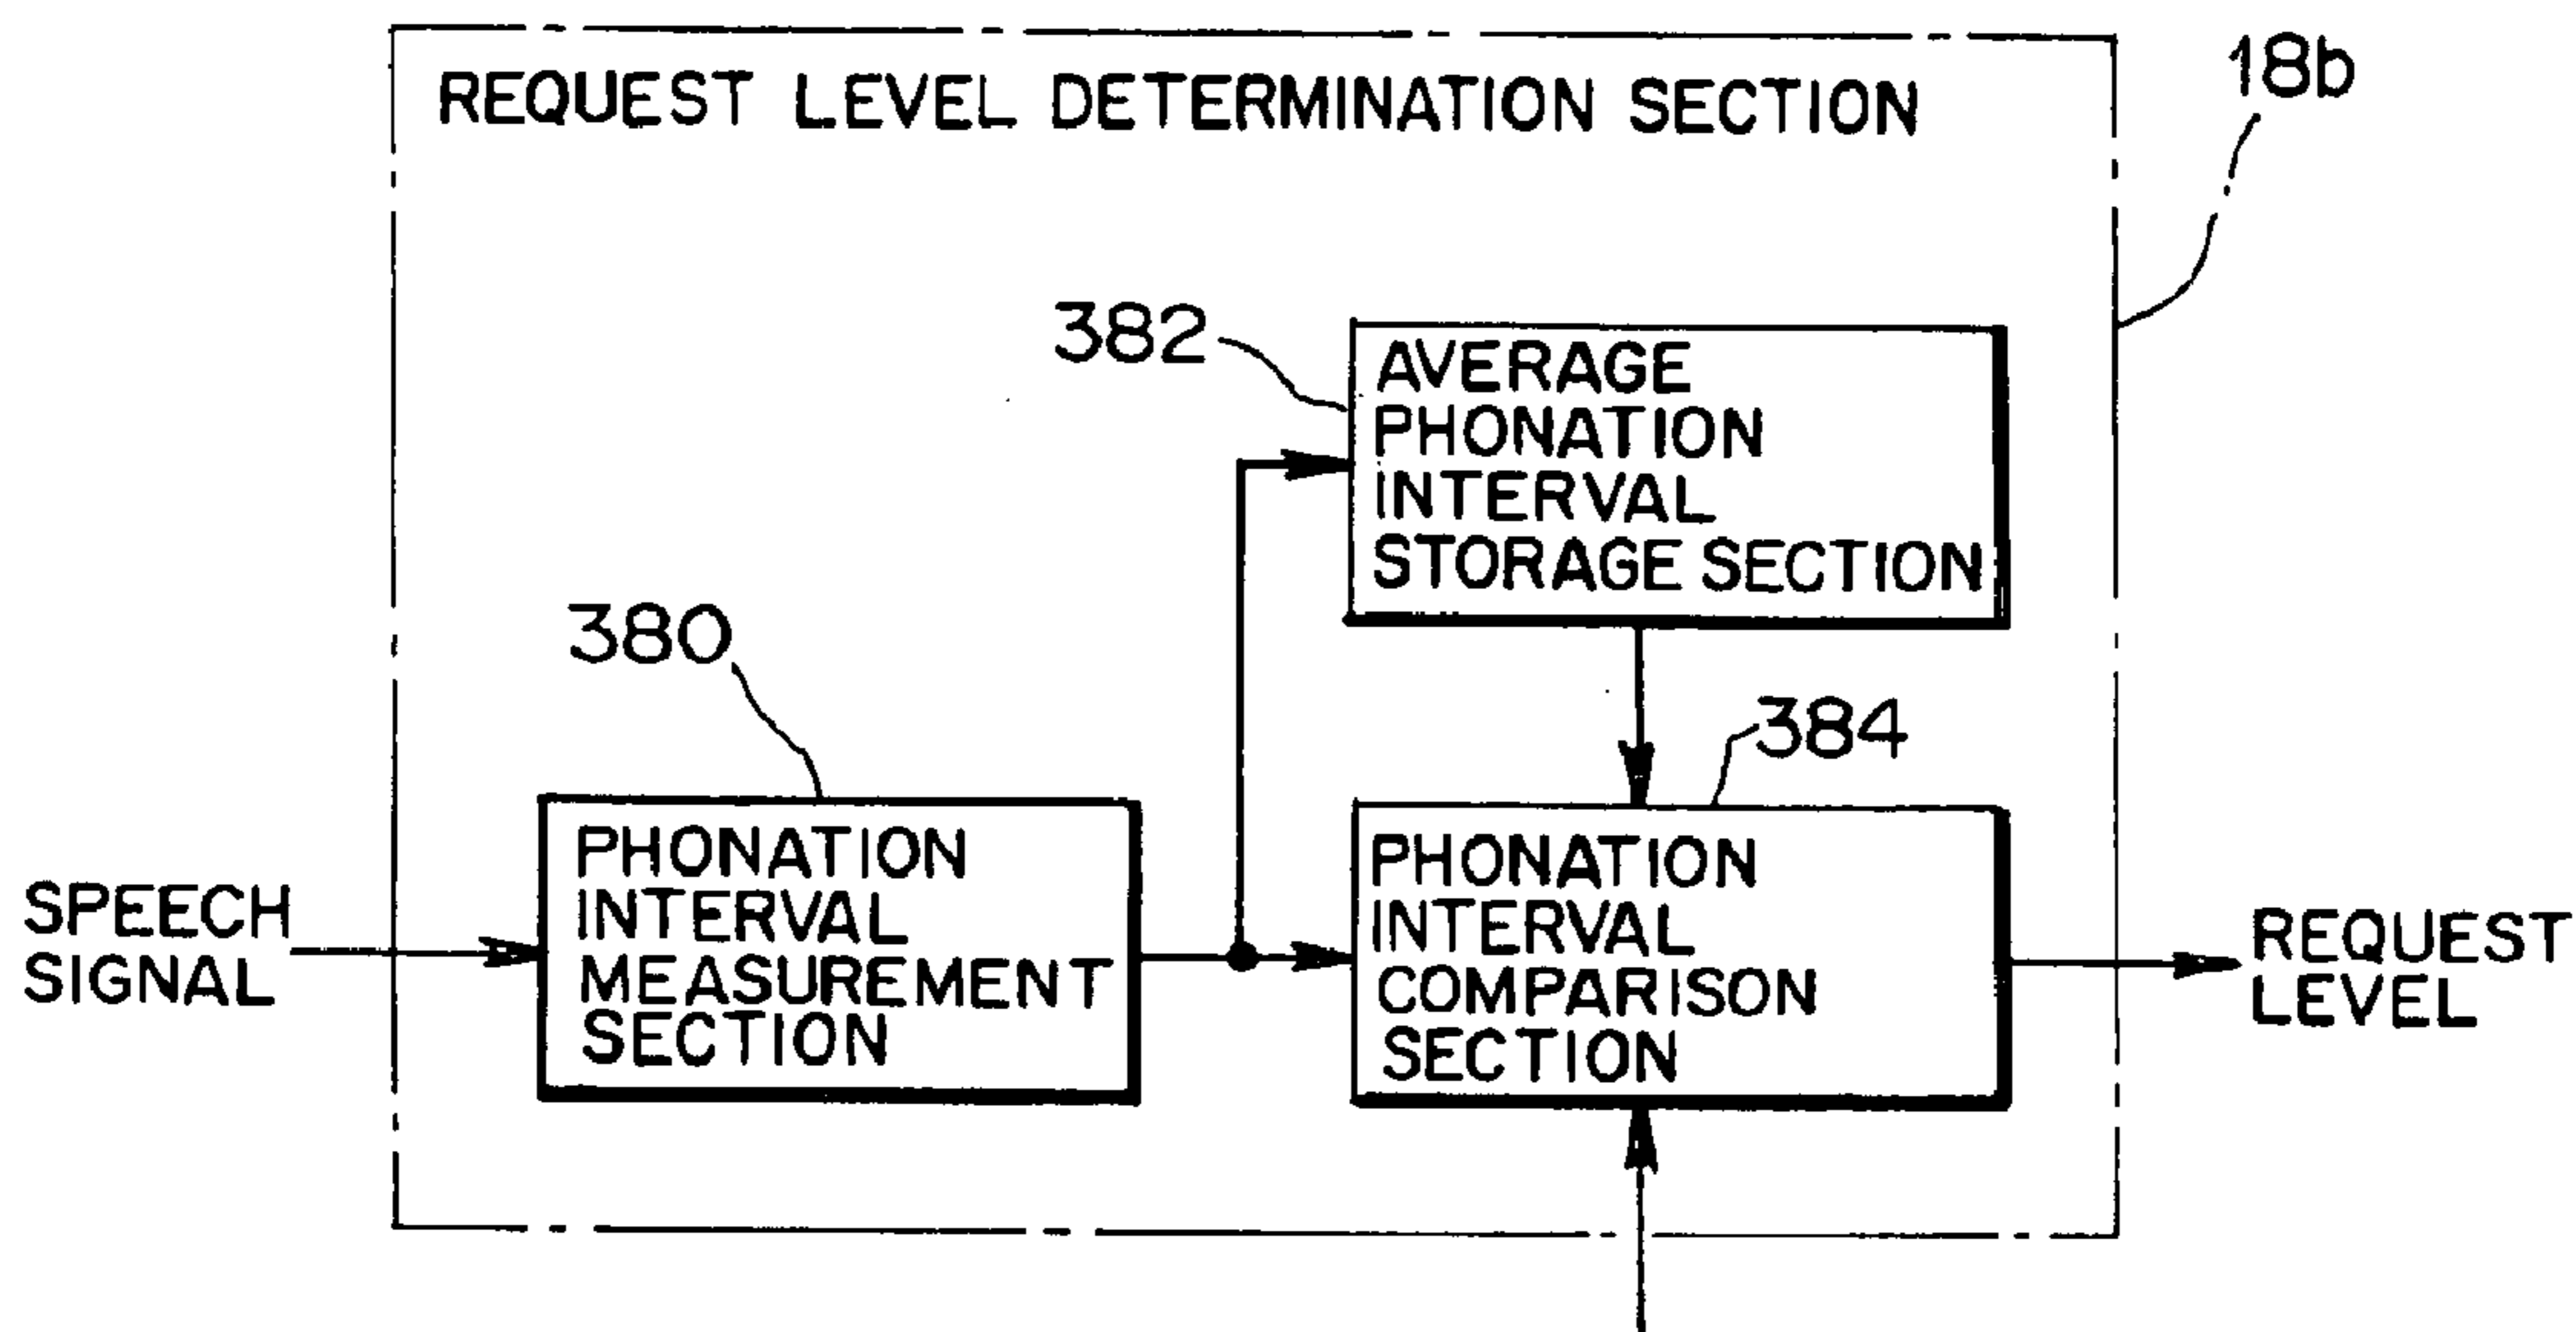 REQUEST LEVEL DETERMINATION SECTION
18b
382
AVERAGE
PHONATION
INTERVAL
STORAGE SECTION
380
384
SPEECH
SIGNAL
PHONATION
INTERVAL
MEASUREMENT
SECTION
PHONATION
INTERVAL
COMPARISON
SECTION
REQUEST
LEVEL